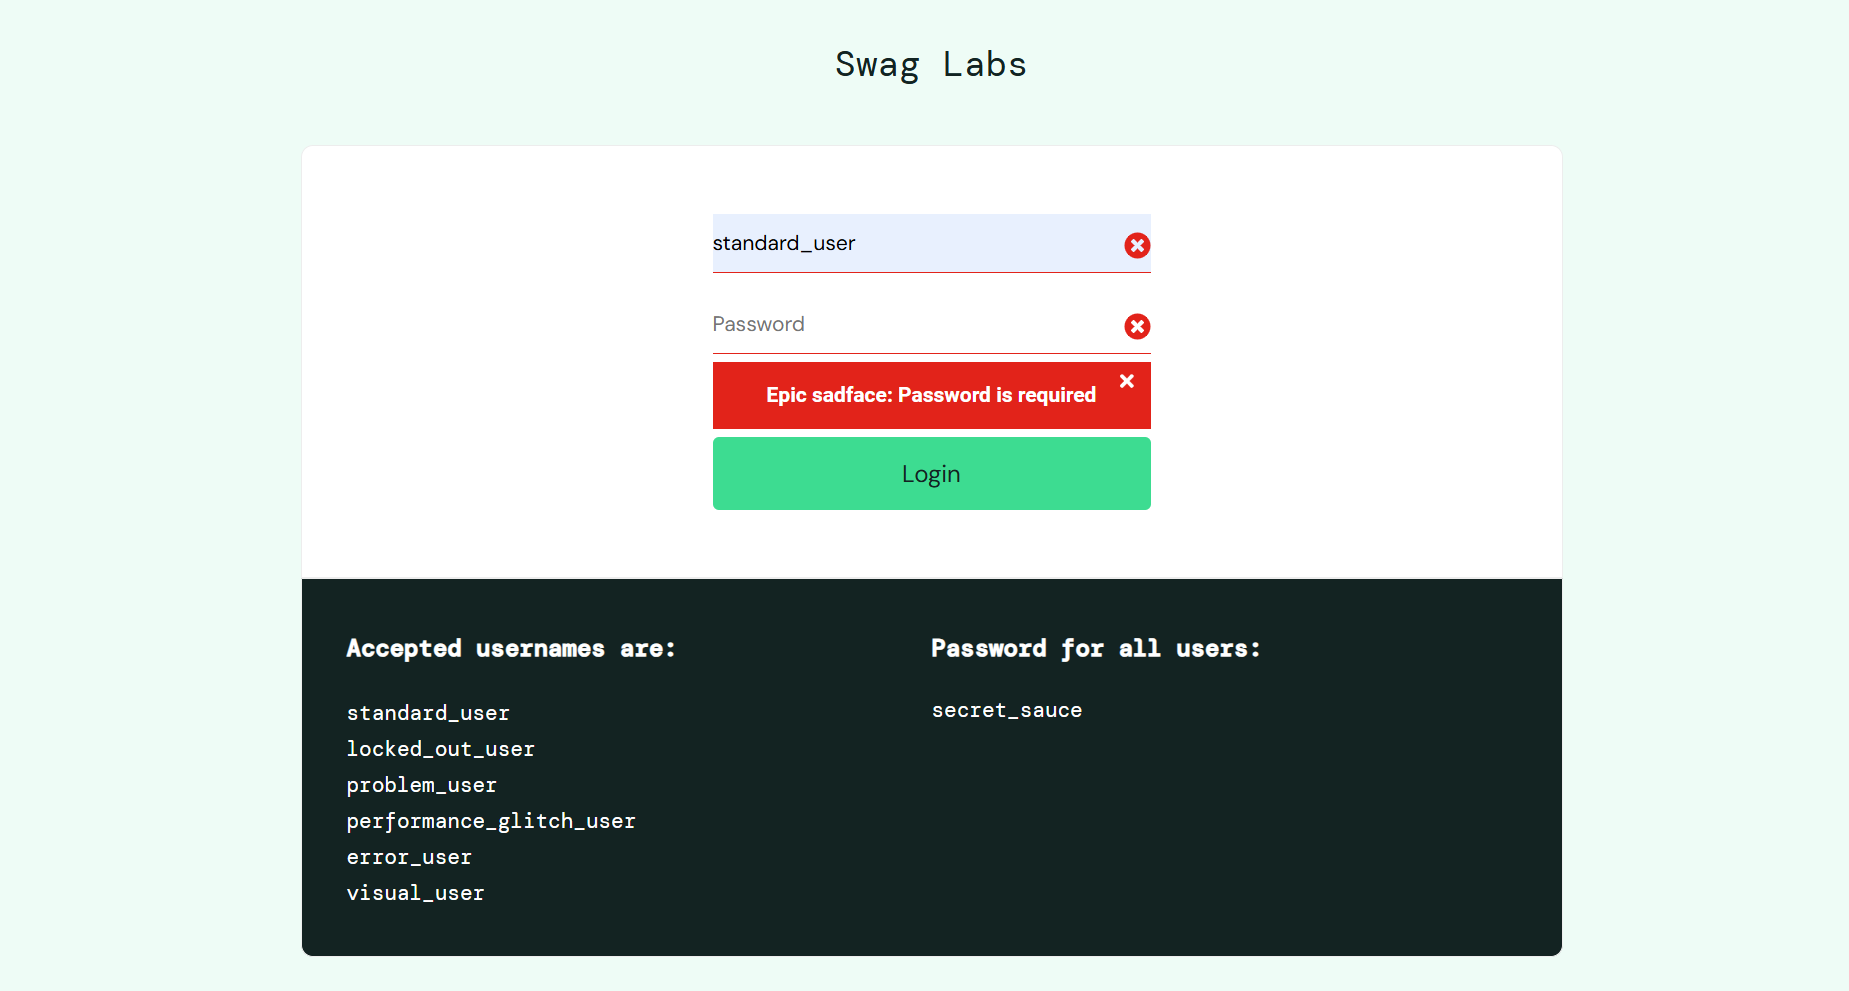 Swag Labs
standard_user
Password
Epic sadface: Password is required
Login
Accepted usernames are:
standard_user
locked_out_user
problem_user
performance_glitch_user
error_user
visual_user
Password for all users:
secret_sauce